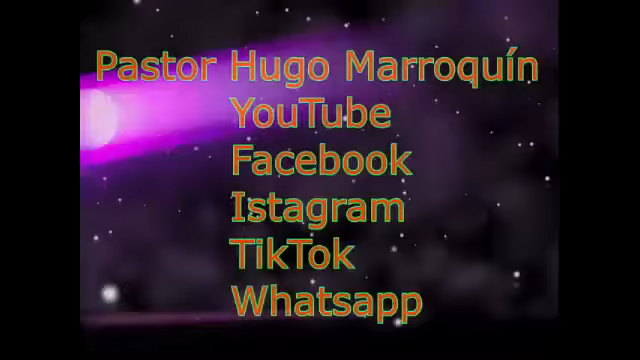 Pastor Hugo Marroquín
YouTube
Facebook
Istagram
TikTok
Whatsapp